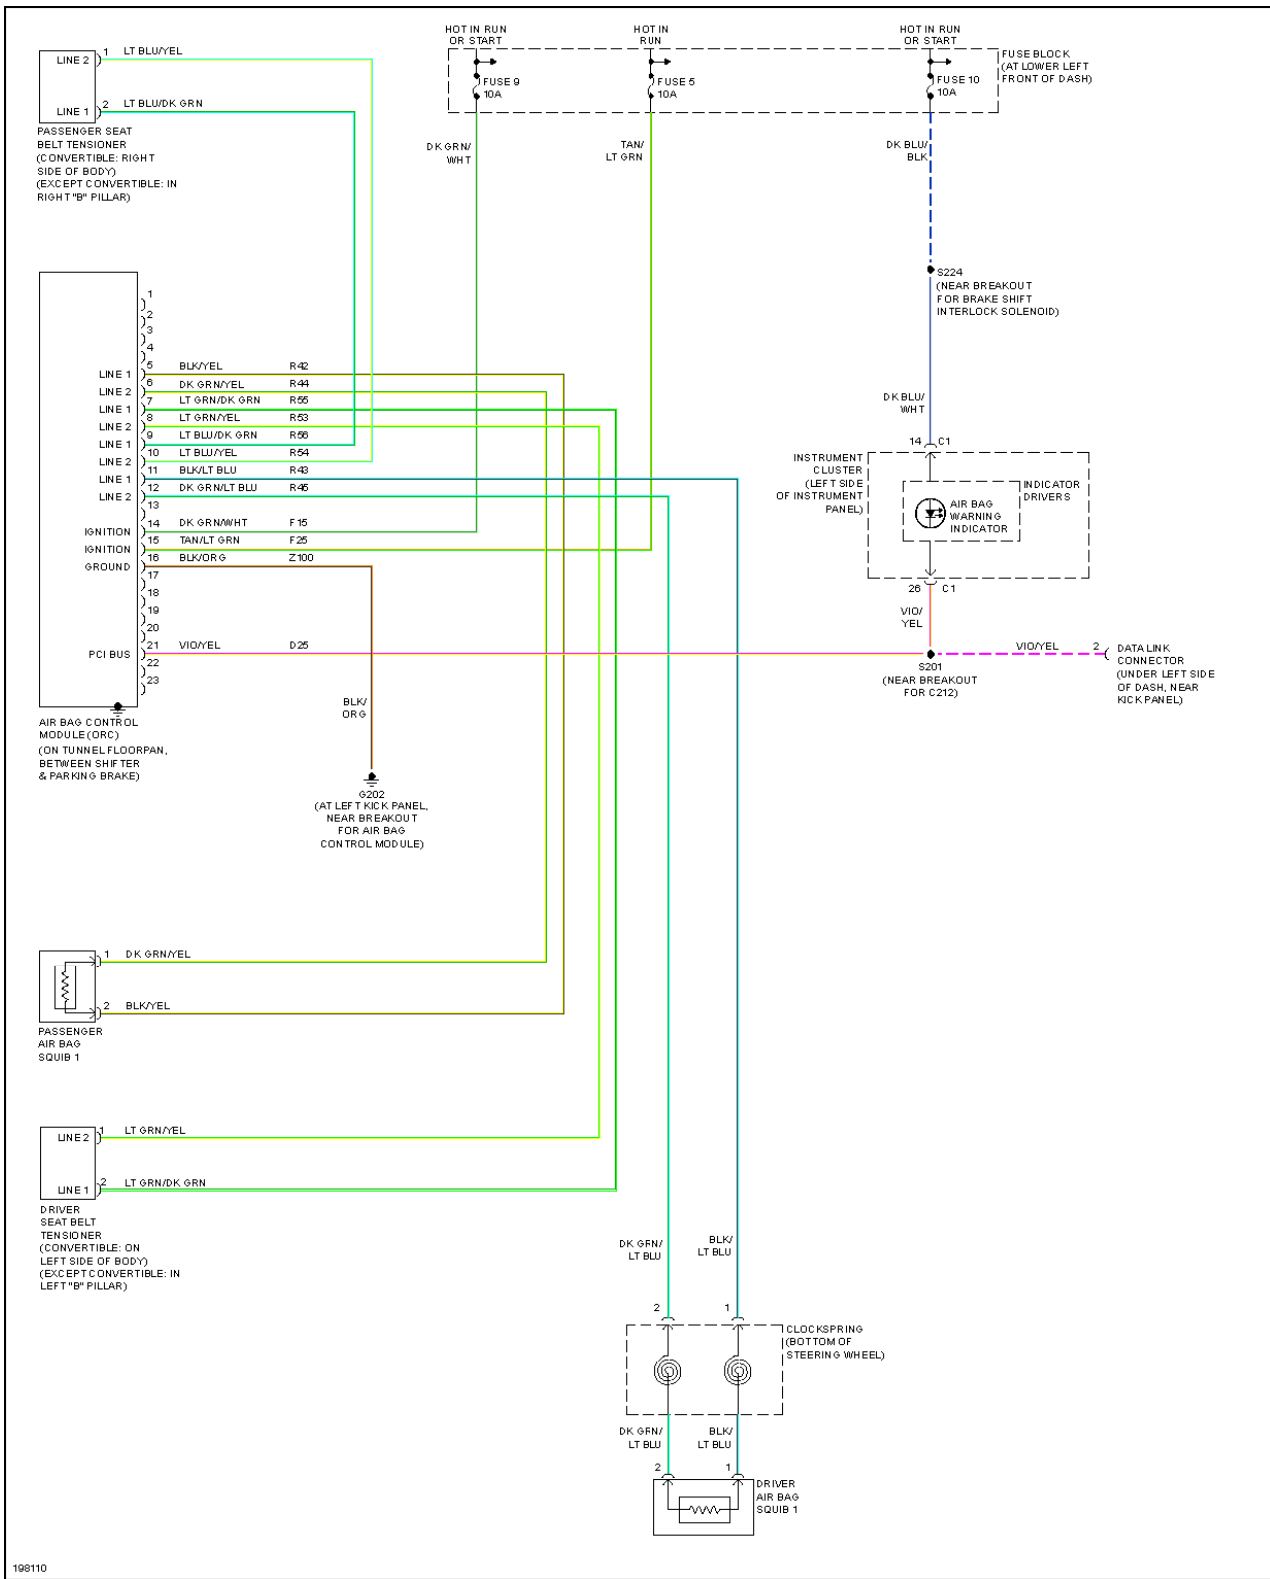 HOT IN RUN
OR START
HOT IN
RUN
HOT IN RUN
OR START
FUSE BLOCK
(AT LOWER LEFT
FRONT OF DASH)
FUSE 9
10A
FUSE 5
10A
FUSE 10
10A
DK GRN/
WHT
TAN/
LT GRN
DK BLU/
BLK
LINE 2
1
LT BLU/YEL
LINE 1
2
LT BLU/DK GRN
PASSENGER SEAT
BELT TENSIONER
(CONVERTIBLE: RIGHT
SIDE OF BODY)
(EXCEPT CONVERTIBLE: IN
RIGHT "B" PILLAR)
S224
(NEAR BREAKOUT
FOR BRAKE SHIFT
INTERLOCK SOLENOID)
DK BLU/
WHT
14 C1
INSTRUMENT
CLUSTER
(LEFT SIDE
OF INSTRUMENT
PANEL)
INDICATOR
DRIVERS
AIR BAG
WARNING
INDICATOR
26 C1
VIO/
YEL
1
2
3
4
LINE 1 5 BLK/YEL R42
LINE 2 6 DK GRN/YEL R44
LINE 1 7 LT GRN/DK GRN R55
LINE 2 8 LT GRN/YEL R53
LINE 1 9 LT BLU/DK GRN R56
LINE 2 10 LT BLU/YEL R54
LINE 1 11 BLK/LT BLU R43
LINE 2 12 DK GRN/LT BLU R45
13
IGNITION 14 DK GRN/WHT F15
IGNITION 15 TAN/LT GRN F25
GROUND 16 BLK/ORG Z100
17
18
19
20
PCI BUS 21 VIO/YEL D25
22
23
AIR BAG CONTROL
MODULE (ORC)
(ON TUNNEL FLOORPAN,
BETWEEN SHIFTER
& PARKING BRAKE)
S201
(NEAR BREAKOUT
FOR C212)
VIO/YEL
2
DATA LINK
CONNECTOR
(UNDER LEFT SIDE
OF DASH, NEAR
KICK PANEL)
BLK/
ORG
G202
(AT LEFT KICK PANEL,
NEAR BREAKOUT
FOR AIR BAG
CONTROL MODULE)
1 DK GRN/YEL
2 BLK/YEL
PASSENGER
AIR BAG
SQUIB 1
LINE 2 1 LT GRN/YEL
LINE 1 2 LT GRN/DK GRN
DRIVER
SEAT BELT
TENSIONER
(CONVERTIBLE: ON
LEFT SIDE OF BODY)
(EXCEPT CONVERTIBLE: IN
LEFT "B" PILLAR)
DK GRN/
LT BLU
BLK/
LT BLU
2
1
CLOCKSPRING
(BOTTOM OF
STEERING WHEEL)
DK GRN/
LT BLU
BLK/
LT BLU
2
1
DRIVER
AIR BAG
SQUIB 1
198110